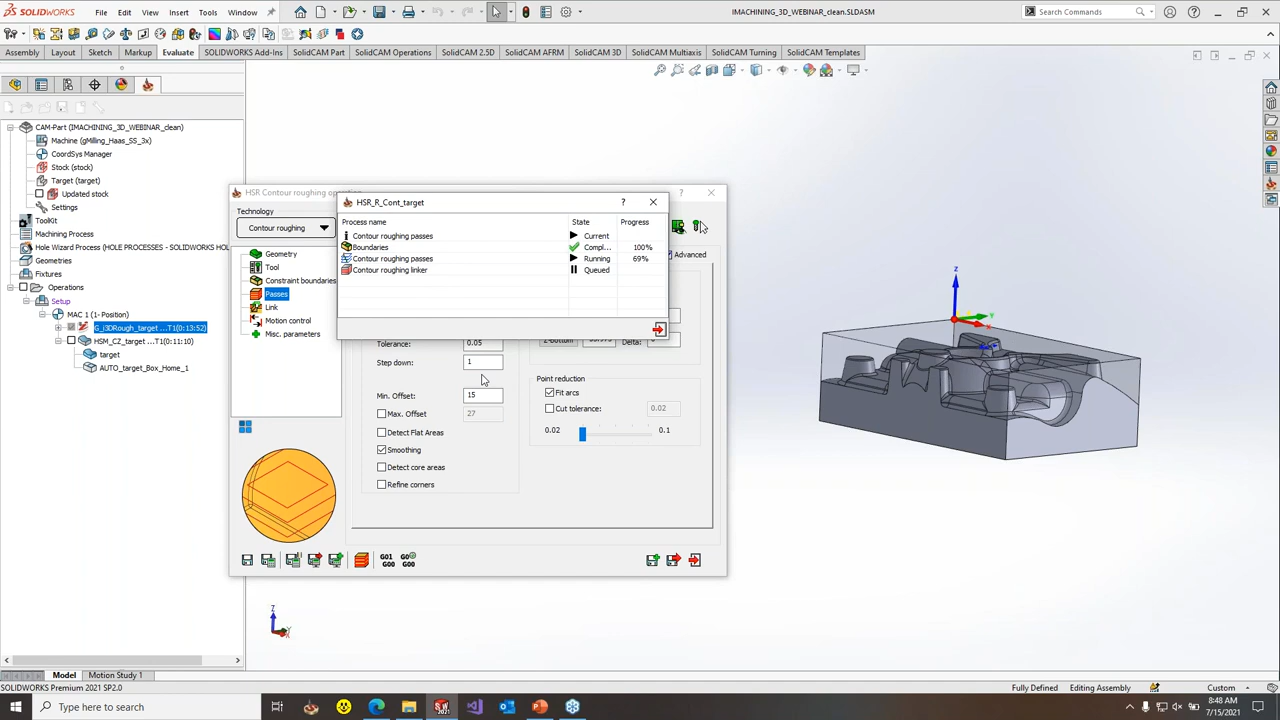 SOLIDWORKS File Edit View Insert Tools Window IMACHINING_3D_WEBINAR_clean.SLDASM Search Commands
Assembly Layout Sketch Markup Evaluate SOLIDWORKS Add-Ins SolidCAM Part SolidCAM Operations SolidCAM 2.5D SolidCAM AFRM SolidCAM 3D SolidCAM Multiaxis SolidCAM Turning SolidCAM Templates
CAM-Part (IMACHINING_3D_WEBINAR_clean)
Machine (gMilling_Haas_SS_3x)
CoordSys Manager
Stock (stock)
Target (target)
Updated stock
Settings
ToolKit
Machining Process
Hole Wizard Process (HOLE PROCESSES - SOLIDWORKS HO
Geometries
Fixtures
Operations
Setup
MAC 1 (1- Position)
G_i3DRough_target ...T1(0:13:52)
HSM_CZ_target ...T1(0:11:10)
target
AUTO_target_Box_Home_1
HSR Contour roughing operation
Technology
Contour roughing
Geometry
Tool
Constraint boundaries
Passes
Link
Motion control
Misc. parameters
HSR_R_Cont_target
Process name State Progress
Contour roughing passes Current
Boundaries Compl... 100%
Contour roughing passes Running 69%
Contour roughing linker Queued
Advanced
Tolerance: 0.05
Delta:
Step down: 1
Min. Offset: 15
Max. Offset 27
Detect Flat Areas
Smoothing
Detect core areas
Refine corners
Point reduction
Fit arcs
Cut tolerance: 0.02
0.02 0.1
G01 G00
G00 G00
Z
Y
X
Z
X
Model Motion Study 1
SOLIDWORKS Premium 2021 SP2.0 Fully Defined Editing Assembly Custom
Type here to search
2021
8:48 AM
7/15/2021